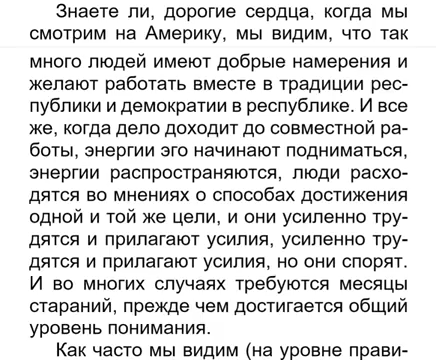 Знаете ли, дорогие сердца, когда мы
смотрим на Америку, мы видим, что так
много людей имеют добрые намерения и
желают работать вместе в традиции рес-
публики и демократии в республике. И все
же, когда дело доходит до совместной ра-
боты, энергии эго начинают подниматься,
энергии распространяются, люди расхо-
дятся во мнениях о способах достижения
одной и той же цели, и они усиленно тру-
дятся и прилагают усилия, усиленно тру-
дятся и прилагают усилия, но они спорят.
И во многих случаях требуются месяцы
стараний, прежде чем достигается общий
уровень понимания.
Как часто мы видим (на уровне прави-